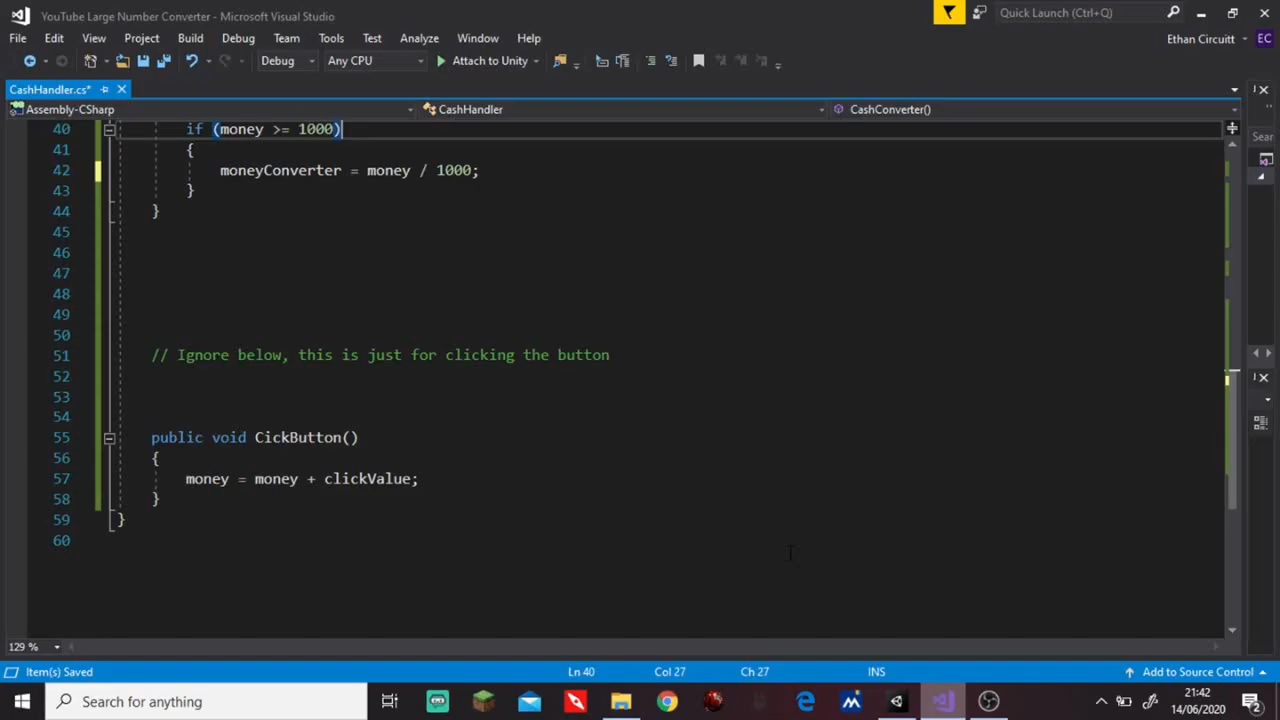 YouTube Large Number Converter - Microsoft Visual Studio
Quick Launch (Ctrl+Q)
File Edit View Project Build Debug Team Tools Test Analyze Window Help
Ethan Circuitt EC
Debug Any CPU Attach to Unity
CashHandler.cs*
Assembly-CSharp CashHandler CashConverter()
Sear
40 if (money >= 1000)
41 {
42 moneyConverter = money / 1000;
43 }
44 }
45
46
47
48
49
50
51 // Ignore below, this is just for clicking the button
52
53
54
55 public void CickButton()
56 {
57 money = money + clickValue;
58 }
59 }
60
129 %
Item(s) Saved Ln 40 Col 27 Ch 27 INS Add to Source Control
Search for anything
21:42
14/06/2020
2